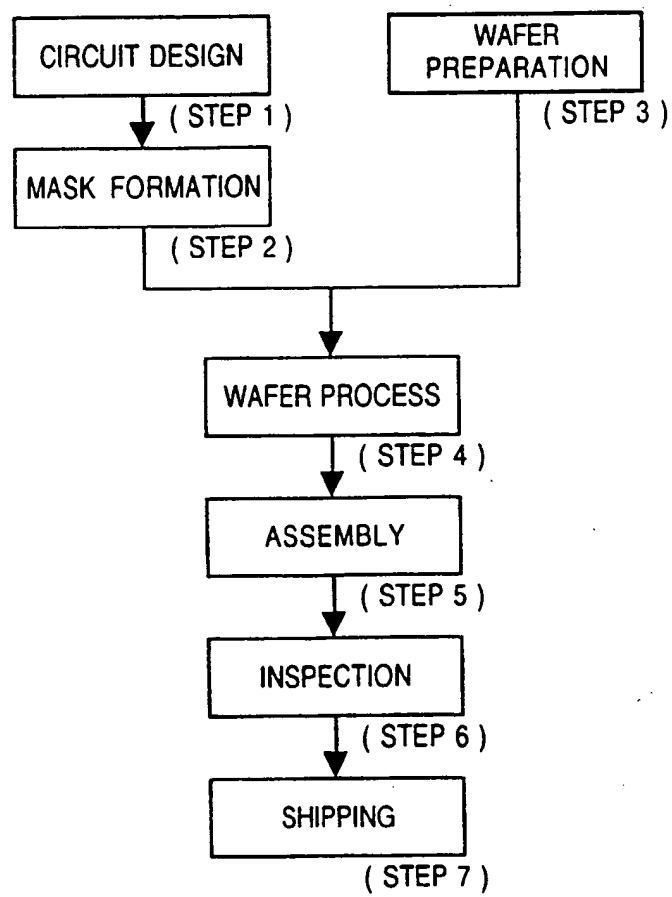 CIRCUIT DESIGN
( STEP 1 )
WAFER
PREPARATION
( STEP 3 )
MASK FORMATION
( STEP 2 )
WAFER PROCESS
( STEP 4 )
ASSEMBLY
( STEP 5 )
INSPECTION
( STEP 6 )
SHIPPING
( STEP 7 )